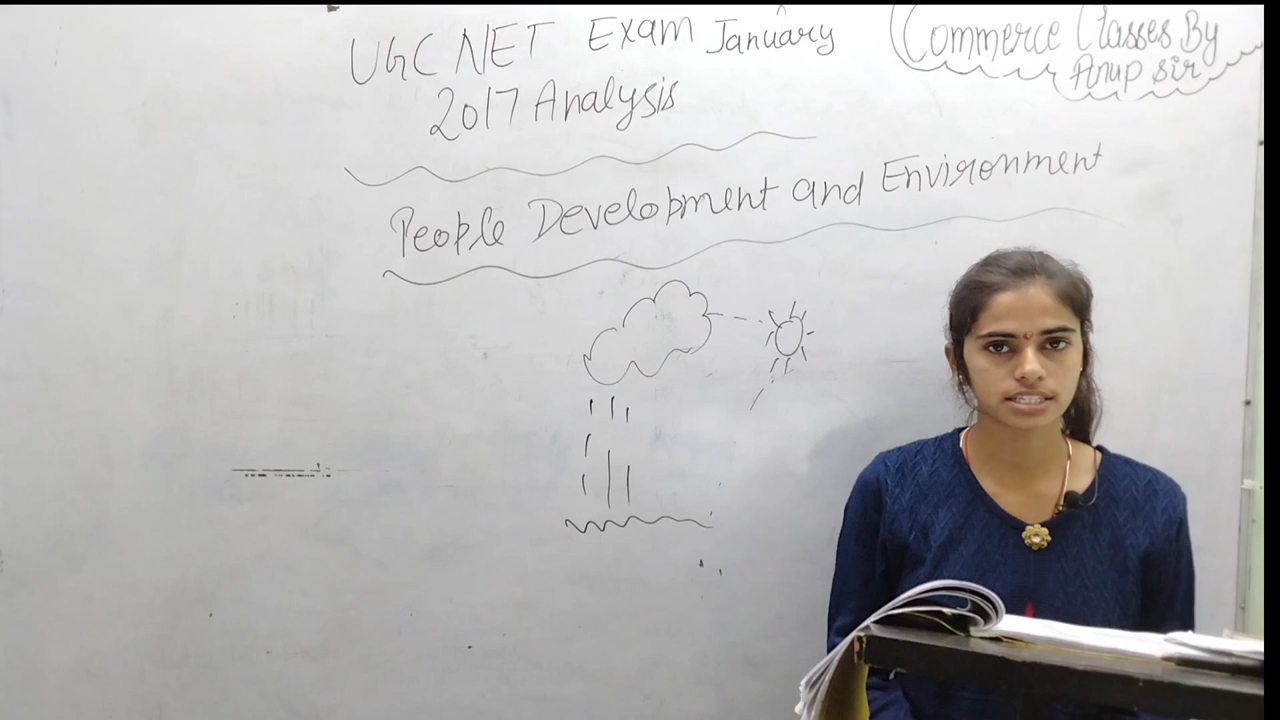 UGC NET Exam January
2017 Analysis
Commerce Classes By
Anup sir
People Development and Environment